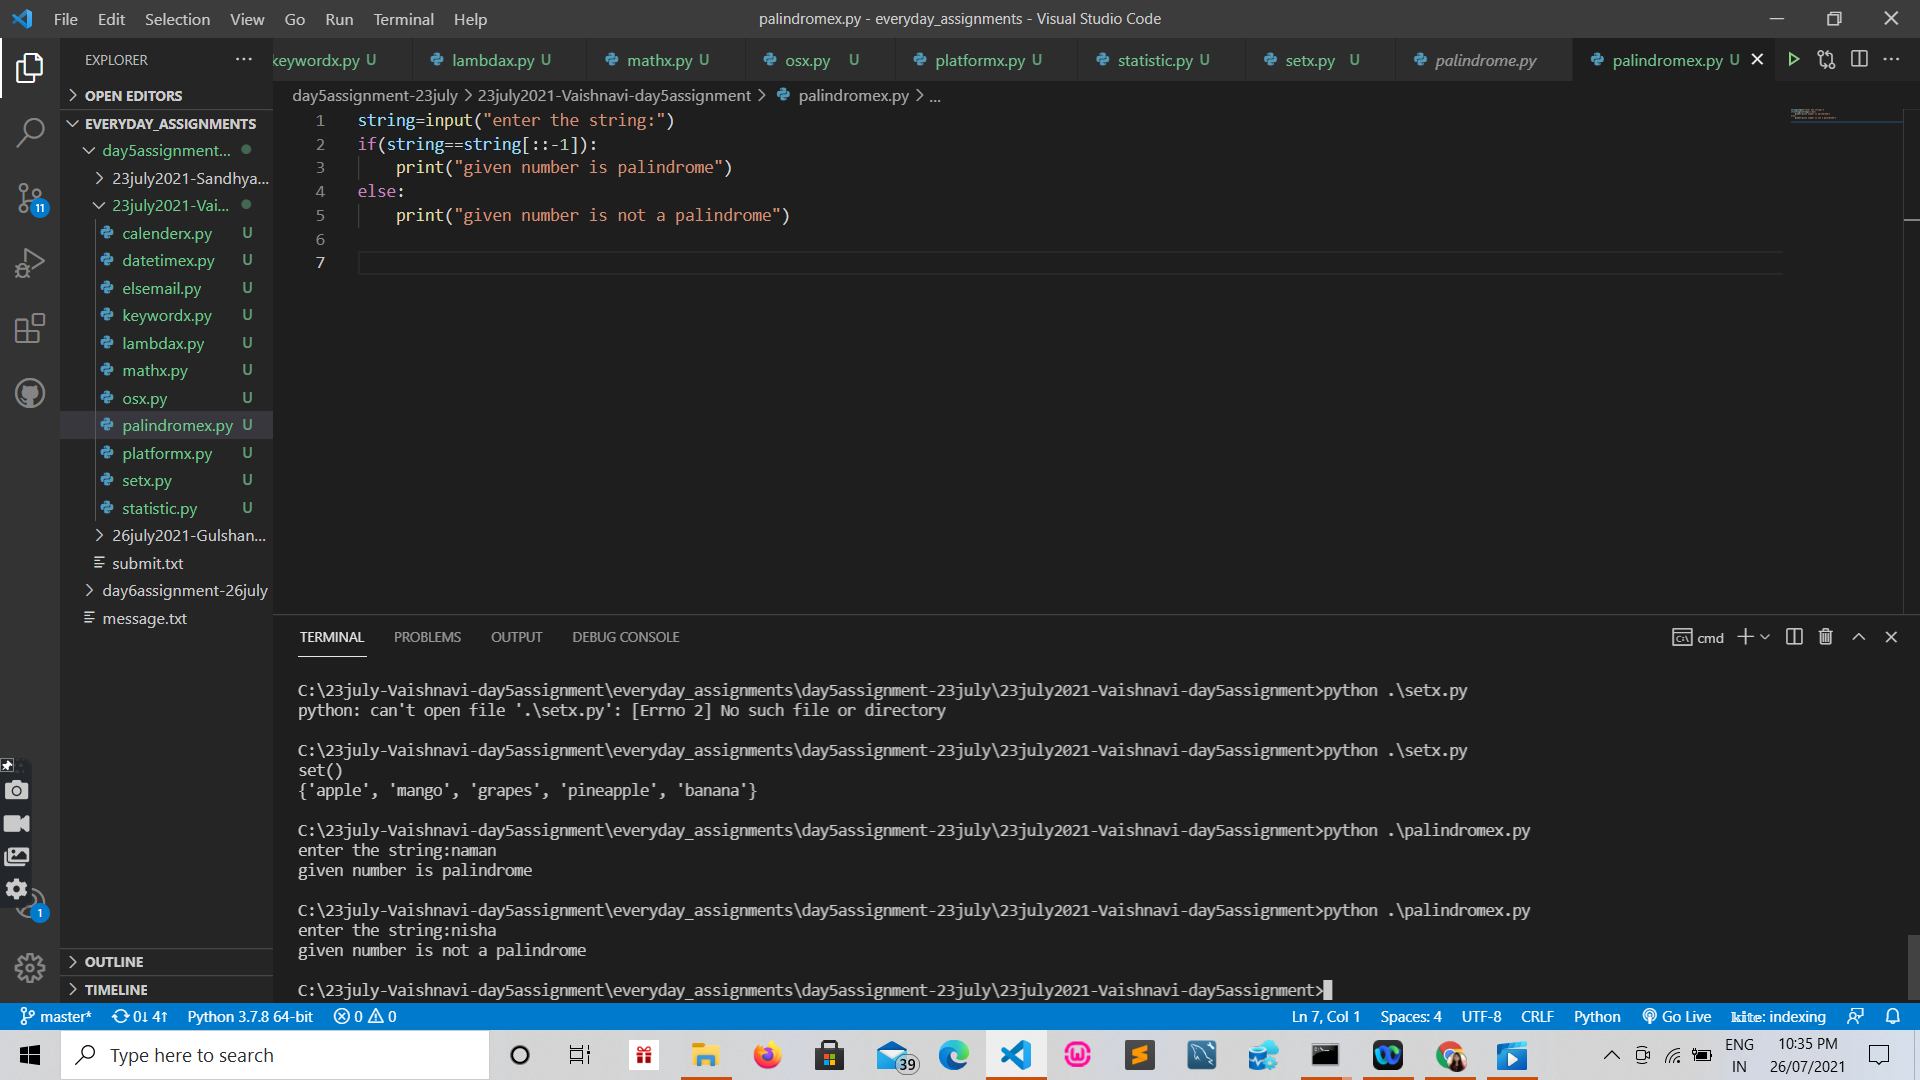 File Edit Selection View Go Run Terminal Help
palindromex.py - everyday_assignments - Visual Studio Code
EXPLORER
keywordx.py U lambdax.py U mathx.py U osx.py U platformx.py U statistic.py U setx.py U palindrome.py palindromex.py U
day5assignment-23july > 23july2021-Vaishnavi-day5assignment > palindromex.py > ...
OPEN EDITORS
EVERYDAY_ASSIGNMENTS
day5assignment...
23july2021-Sandhya...
23july2021-Vai...
calenderx.py U
datetimex.py U
elsemail.py U
keywordx.py U
lambdax.py U
mathx.py U
osx.py U
palindromex.py U
platformx.py U
setx.py U
statistic.py U
26july2021-Gulshan...
submit.txt
day6assignment-26july
message.txt
OUTLINE
TIMELINE
11
1
1 string=input("enter the string:")
2 if(string==string[::-1]):
3 print("given number is palindrome")
4 else:
5 print("given number is not a palindrome")
6
7
TERMINAL PROBLEMS OUTPUT DEBUG CONSOLE
cmd
C:\23july-Vaishnavi-day5assignment\everyday_assignments\day5assignment-23july\23july2021-Vaishnavi-day5assignment>python .\setx.py
python: can't open file '.\setx.py': [Errno 2] No such file or directory
C:\23july-Vaishnavi-day5assignment\everyday_assignments\day5assignment-23july\23july2021-Vaishnavi-day5assignment>python .\setx.py
set()
{'apple', 'mango', 'grapes', 'pineapple', 'banana'}
C:\23july-Vaishnavi-day5assignment\everyday_assignments\day5assignment-23july\23july2021-Vaishnavi-day5assignment>python .\palindromex.py
enter the string:naman
given number is palindrome
C:\23july-Vaishnavi-day5assignment\everyday_assignments\day5assignment-23july\23july2021-Vaishnavi-day5assignment>python .\palindromex.py
enter the string:nisha
given number is not a palindrome
C:\23july-Vaishnavi-day5assignment\everyday_assignments\day5assignment-23july\23july2021-Vaishnavi-day5assignment>
master* 0↓ 4↑ Python 3.7.8 64-bit 0 0 Ln 7, Col 1 Spaces: 4 UTF-8 CRLF Python Go Live kite: indexing
Type here to search
39
ENG
IN
10:35 PM
26/07/2021